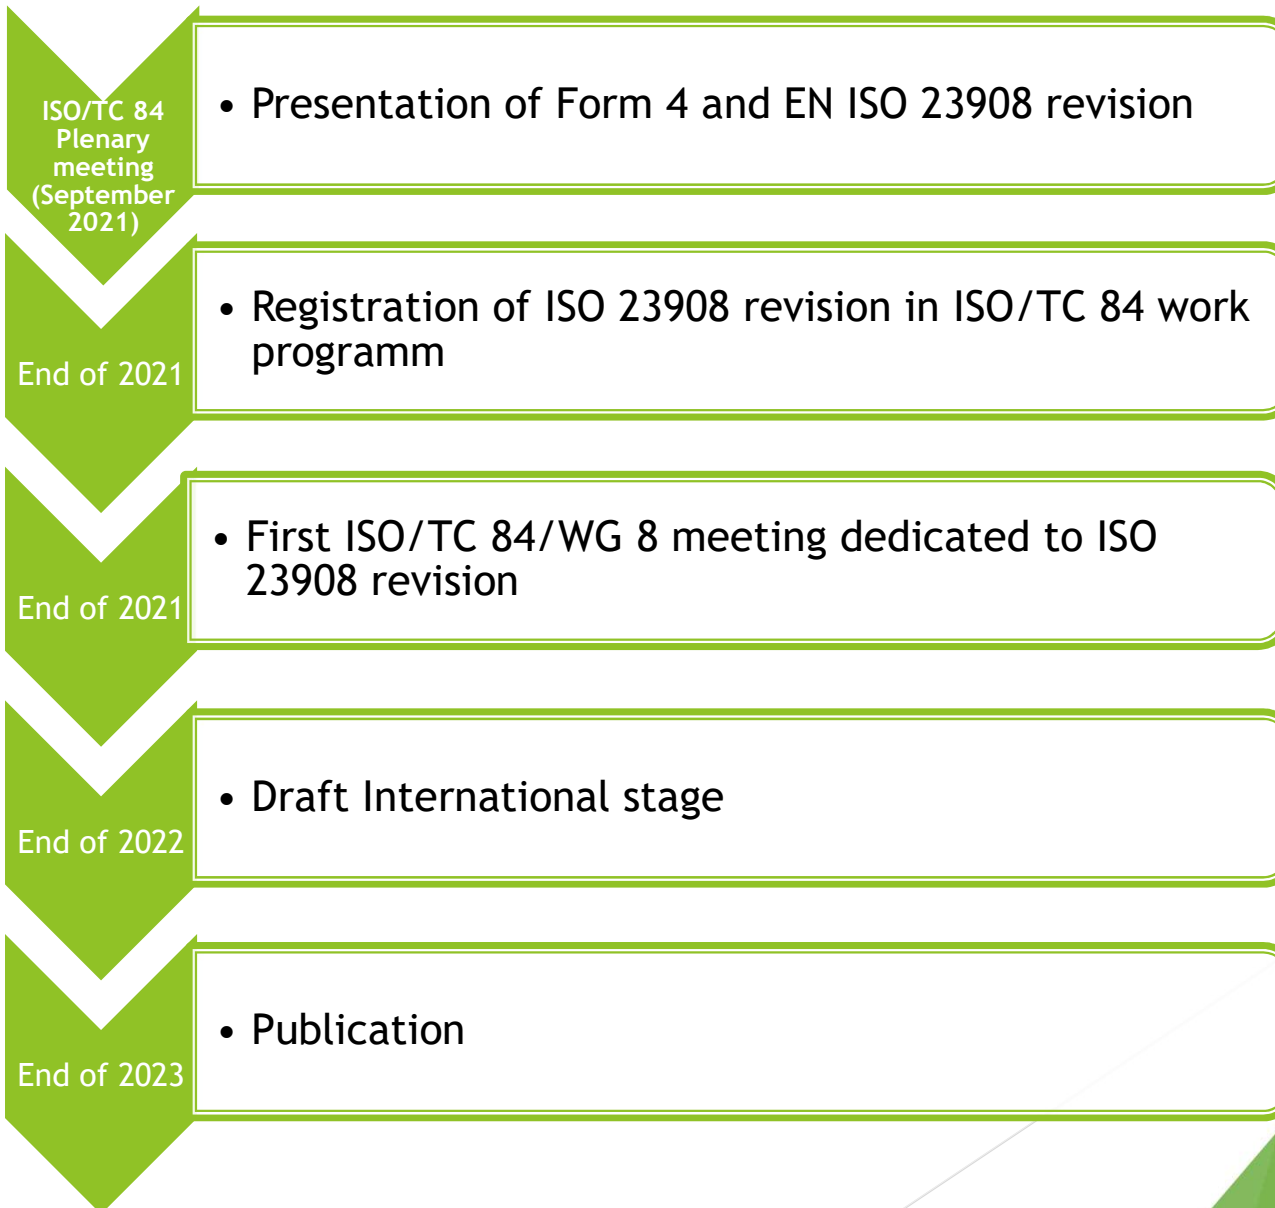 ISO/TC 84
Plenary
meeting
(September
2021)
• Presentation of Form 4 and EN ISO 23908 revision
End of 2021
• Registration of ISO 23908 revision in ISO/TC 84 work
programm
End of 2021
• First ISO/TC 84/WG 8 meeting dedicated to ISO
23908 revision
End of 2022
• Draft International stage
End of 2023
• Publication